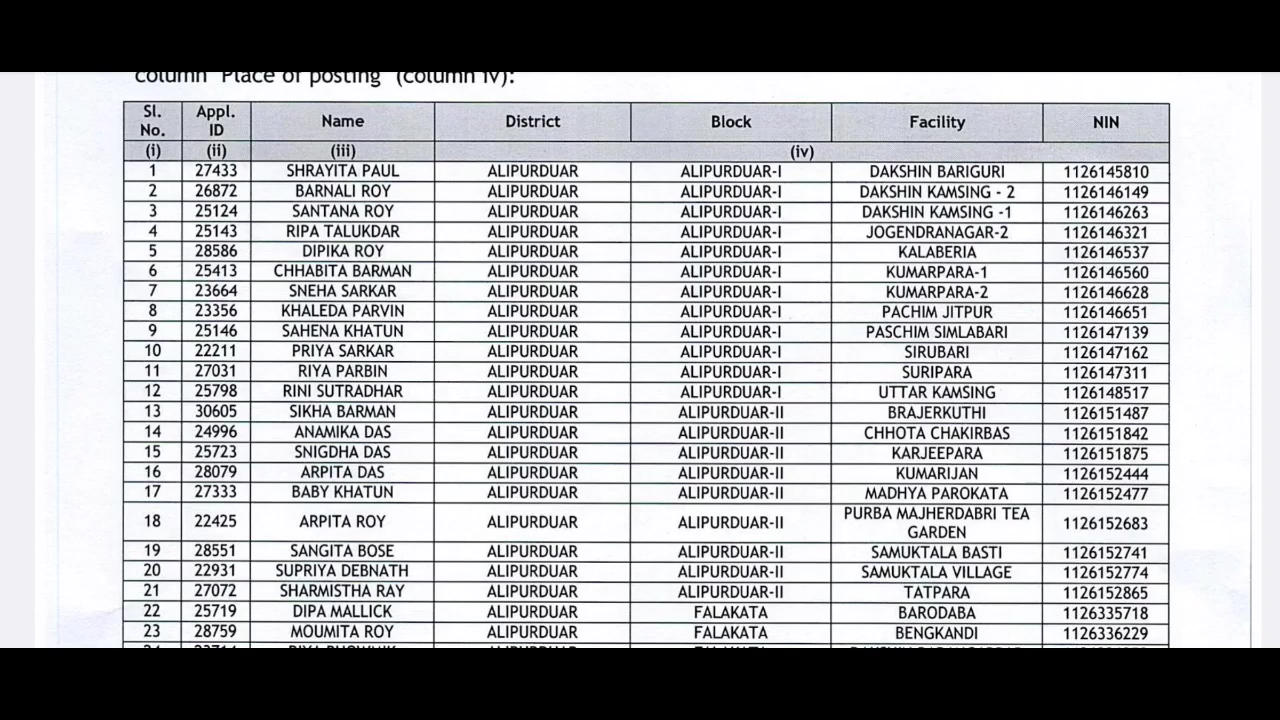 column "Place of posting" (column iv):
Sl. No. Appl. ID Name District Block Facility NIN
(i) (ii) (iii) (iv)
1 27433 SHRAYITA PAUL ALIPURDUAR ALIPURDUAR-I DAKSHIN BARIGURI 1126145810
2 26872 BARNALI ROY ALIPURDUAR ALIPURDUAR-I DAKSHIN KAMSING - 2 1126146149
3 25124 SANTANA ROY ALIPURDUAR ALIPURDUAR-I DAKSHIN KAMSING -1 1126146263
4 25143 RIPA TALUKDAR ALIPURDUAR ALIPURDUAR-I JOGENDRANAGAR-2 1126146321
5 28586 DIPIKA ROY ALIPURDUAR ALIPURDUAR-I KALABERIA 1126146537
6 25413 CHHABITA BARMAN ALIPURDUAR ALIPURDUAR-I KUMARPARA-1 1126146560
7 23664 SNEHA SARKAR ALIPURDUAR ALIPURDUAR-I KUMARPARA-2 1126146628
8 23356 KHALEDA PARVIN ALIPURDUAR ALIPURDUAR-I PACHIM JITPUR 1126146651
9 25146 SAHENA KHATUN ALIPURDUAR ALIPURDUAR-I PASCHIM SIMLABARI 1126147139
10 22211 PRIYA SARKAR ALIPURDUAR ALIPURDUAR-I SIRUBARI 1126147162
11 27031 RIYA PARBIN ALIPURDUAR ALIPURDUAR-I SURIPARA 1126147311
12 25798 RINI SUTRADHAR ALIPURDUAR ALIPURDUAR-I UTTAR KAMSING 1126148517
13 30605 SIKHA BARMAN ALIPURDUAR ALIPURDUAR-II BRAJERKUTHI 1126151487
14 24996 ANAMIKA DAS ALIPURDUAR ALIPURDUAR-II CHHOTA CHAKIRBAS 1126151842
15 25723 SNIGDHA DAS ALIPURDUAR ALIPURDUAR-II KARJEEPARA 1126151875
16 28079 ARPITA DAS ALIPURDUAR ALIPURDUAR-II KUMARIJAN 1126152444
17 27333 BABY KHATUN ALIPURDUAR ALIPURDUAR-II MADHYA PAROKATA 1126152477
18 22425 ARPITA ROY ALIPURDUAR ALIPURDUAR-II PURBA MAJHERDABRI TEA GARDEN 1126152683
19 28551 SANGITA BOSE ALIPURDUAR ALIPURDUAR-II SAMUKTALA BASTI 1126152741
20 22931 SUPRIYA DEBNATH ALIPURDUAR ALIPURDUAR-II SAMUKTALA VILLAGE 1126152774
21 27072 SHARMISTHA RAY ALIPURDUAR ALIPURDUAR-II TATPARA 1126152865
22 25719 DIPA MALLICK ALIPURDUAR FALAKATA BARODABA 1126335718
23 28759 MOUMITA ROY ALIPURDUAR FALAKATA BENGKANDI 1126336229